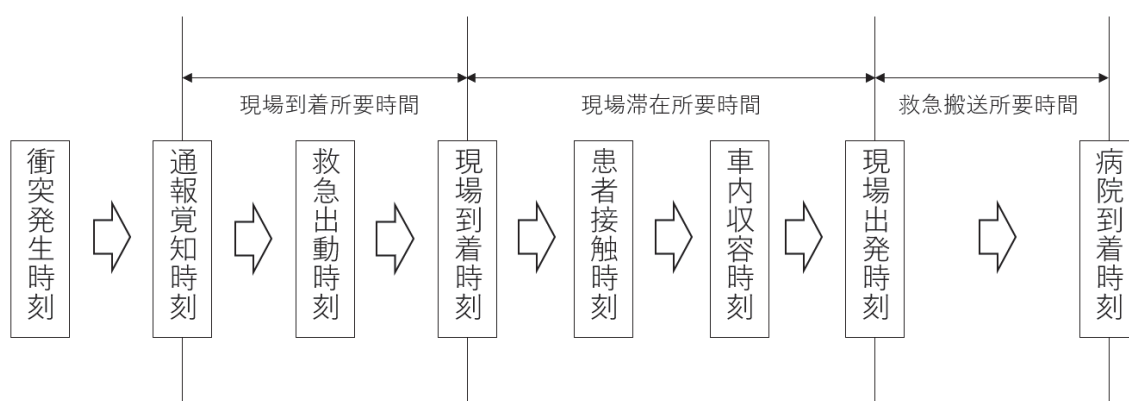 現場到着所要時間
現場滞在所要時間
救急搬送所要時間
衝突発生時刻
通報覚知時刻
救急出動時刻
現場到着時刻
患者接触時刻
車内収容時刻
現場出発時刻
病院到着時刻